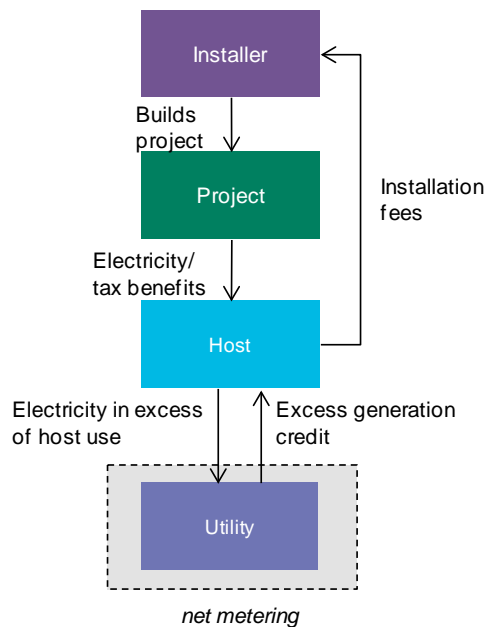 Installer
Builds
project
Project
Installation
fees
Electricity/
tax benefits
Host
Electricity in excess
of host use
Excess generation
credit
Utility
net metering